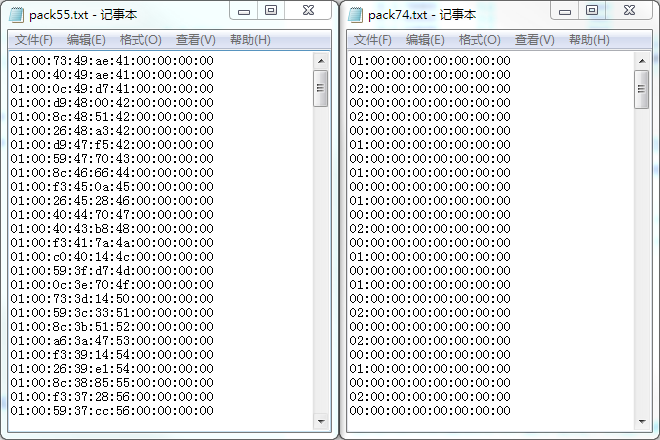 pack55.txt - 记事本
文件(F) 编辑(E) 格式(O) 查看(V) 帮助(H)
01:00:73:49:ae:41:00:00:00:00
01:00:40:49:ae:41:00:00:00:00
01:00:0c:49:d7:41:00:00:00:00
01:00:d9:48:00:42:00:00:00:00
01:00:8c:48:51:42:00:00:00:00
01:00:26:48:a3:42:00:00:00:00
01:00:d9:47:f5:42:00:00:00:00
01:00:59:47:70:43:00:00:00:00
01:00:8c:46:66:44:00:00:00:00
01:00:f3:45:0a:45:00:00:00:00
01:00:26:45:28:46:00:00:00:00
01:00:40:44:70:47:00:00:00:00
01:00:40:43:b8:48:00:00:00:00
01:00:f3:41:7a:4a:00:00:00:00
01:00:c0:40:14:4c:00:00:00:00
01:00:59:3f:d7:4d:00:00:00:00
01:00:0c:3e:70:4f:00:00:00:00
01:00:73:3d:14:50:00:00:00:00
01:00:59:3c:33:51:00:00:00:00
01:00:8c:3b:51:52:00:00:00:00
01:00:a6:3a:47:53:00:00:00:00
01:00:f3:39:14:54:00:00:00:00
01:00:26:39:e1:54:00:00:00:00
01:00:8c:38:85:55:00:00:00:00
01:00:f3:37:28:56:00:00:00:00
01:00:59:37:cc:56:00:00:00:00
pack74.txt - 记事本
文件(F) 编辑(E) 格式(O) 查看(V) 帮助(H)
01:00:00:00:00:00:00:00
00:00:00:00:00:00:00:00
02:00:00:00:00:00:00:00
00:00:00:00:00:00:00:00
02:00:00:00:00:00:00:00
00:00:00:00:00:00:00:00
01:00:00:00:00:00:00:00
00:00:00:00:00:00:00:00
01:00:00:00:00:00:00:00
00:00:00:00:00:00:00:00
01:00:00:00:00:00:00:00
00:00:00:00:00:00:00:00
02:00:00:00:00:00:00:00
00:00:00:00:00:00:00:00
01:00:00:00:00:00:00:00
00:00:00:00:00:00:00:00
01:00:00:00:00:00:00:00
00:00:00:00:00:00:00:00
02:00:00:00:00:00:00:00
00:00:00:00:00:00:00:00
02:00:00:00:00:00:00:00
00:00:00:00:00:00:00:00
01:00:00:00:00:00:00:00
00:00:00:00:00:00:00:00
02:00:00:00:00:00:00:00
00:00:00:00:00:00:00:00